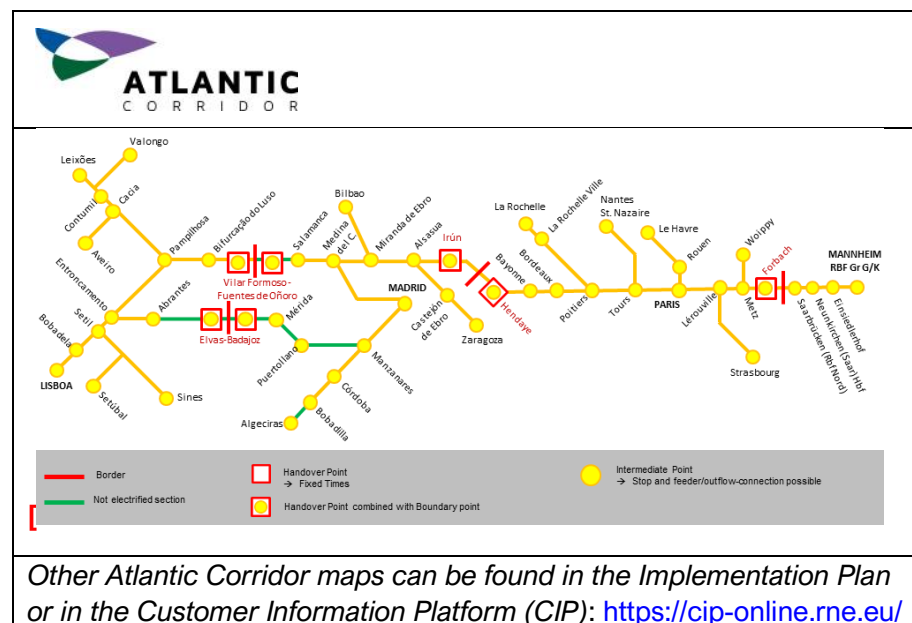 ATLANTIC
CORRIDOR
Valongo
Leixões
Contumil
Cacia
Aveiro
Pampilhosa
Bifurcação do Luso
Vilar Formoso-
Fuentes de Oñoro
Salamanca
Medina
del C.
Bilbao
Miranda de Ebro
Alsasua
Irún
Hendaye
Bayonne
Bordeaux
La Rochelle
La Rochelle Ville
Poitiers
Nantes
St. Nazaire
Tours
Le Havre
Rouen
PARIS
Lérouville
Woippy
Metz
Forbach
MANNHEIM
RBF Gr G/K
Saarbrücken (Rbf Nord)
Neunkirchen (Saar) Hbf
Einsiedlerhof
Strasbourg
Entroncamento
Abrantes
Elvas-Badajoz
Mérida
Puertollano
MADRID
Manzanares
Castejón
de Ebro
Zaragoza
Setil
Bobadela
LISBOA
Setúbal
Sines
Córdoba
Bobadilla
Algeciras
Border
Not electrified section
Handover Point
→ Fixed Times
Handover Point combined with Boundary point
Intermediate Point
→ Stop and feeder/outflow-connection possible
Other Atlantic Corridor maps can be found in the Implementation Plan
or in the Customer Information Platform (CIP): https://cip-online.rne.eu/